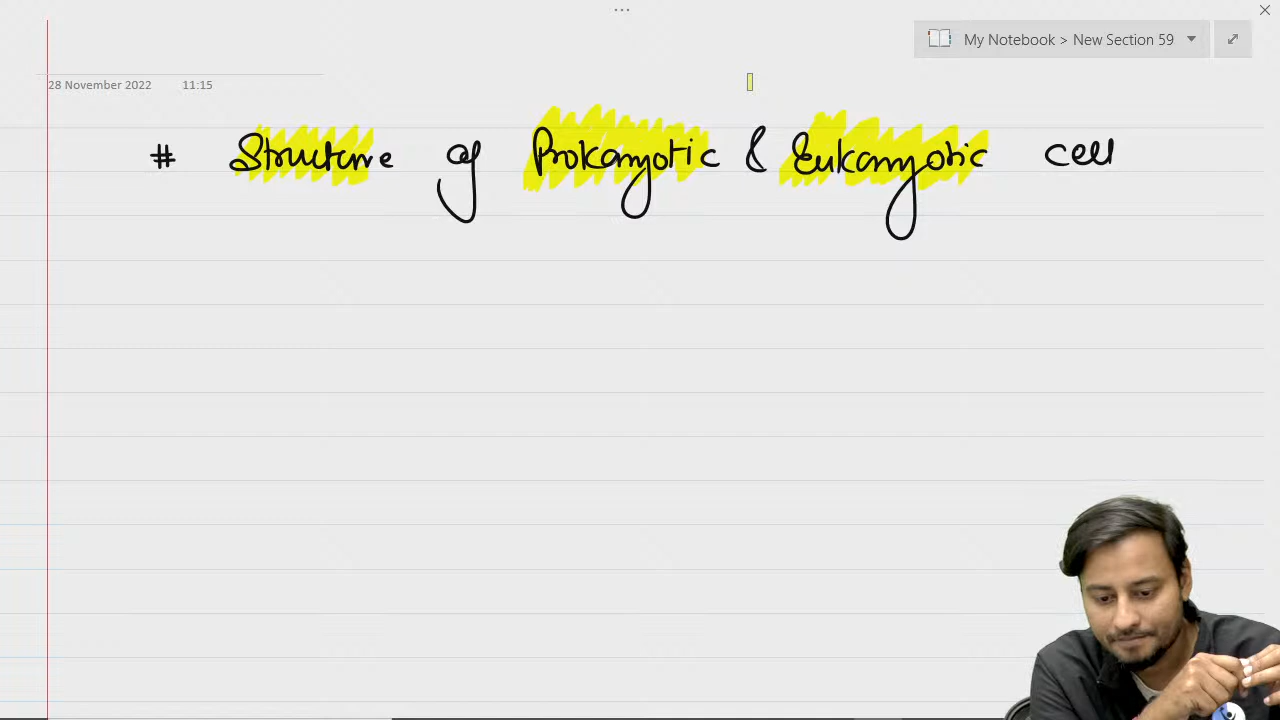 ...
My Notebook > New Section 59
28 November 2022 11:15
# Structure of Prokaryotic & Eukaryotic cell